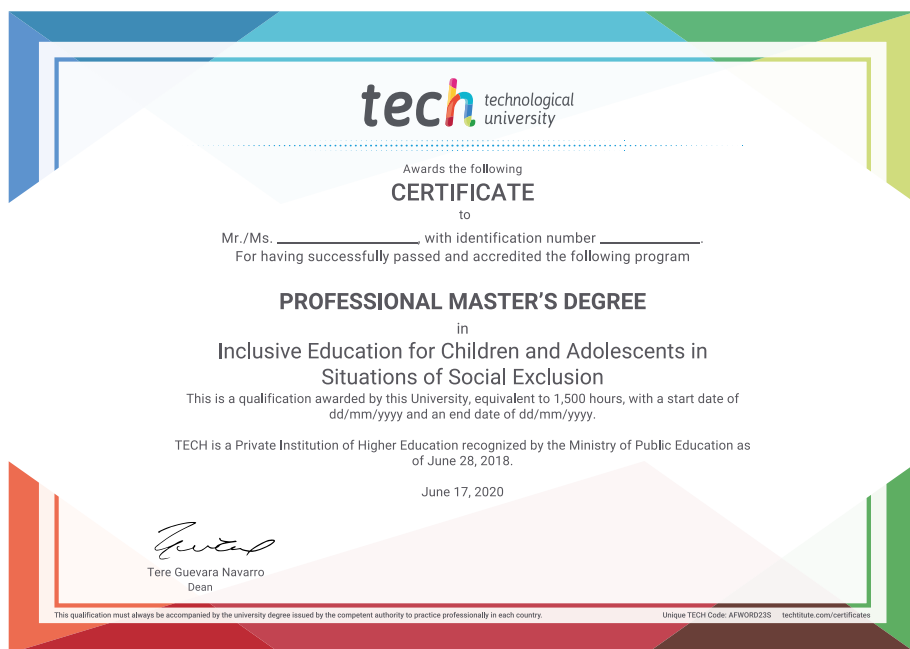 tech technological
university
Awards the following
CERTIFICATE
to
Mr./Ms. ____________________, with identification number ______________.
For having successfully passed and accredited the following program
PROFESSIONAL MASTER'S DEGREE
in
Inclusive Education for Children and Adolescents in
Situations of Social Exclusion
This is a qualification awarded by this University, equivalent to 1,500 hours, with a start date of
dd/mm/yyyy and an end date of dd/mm/yyyy.
TECH is a Private Institution of Higher Education recognized by the Ministry of Public Education as
of June 28, 2018.
June 17, 2020
Tere Guevara Navarro
Dean
This qualification must always be accompanied by the university degree issued by the competent authority to practice professionally in each country.
Unique TECH Code: AFWORD23S techtitute.com/certificates